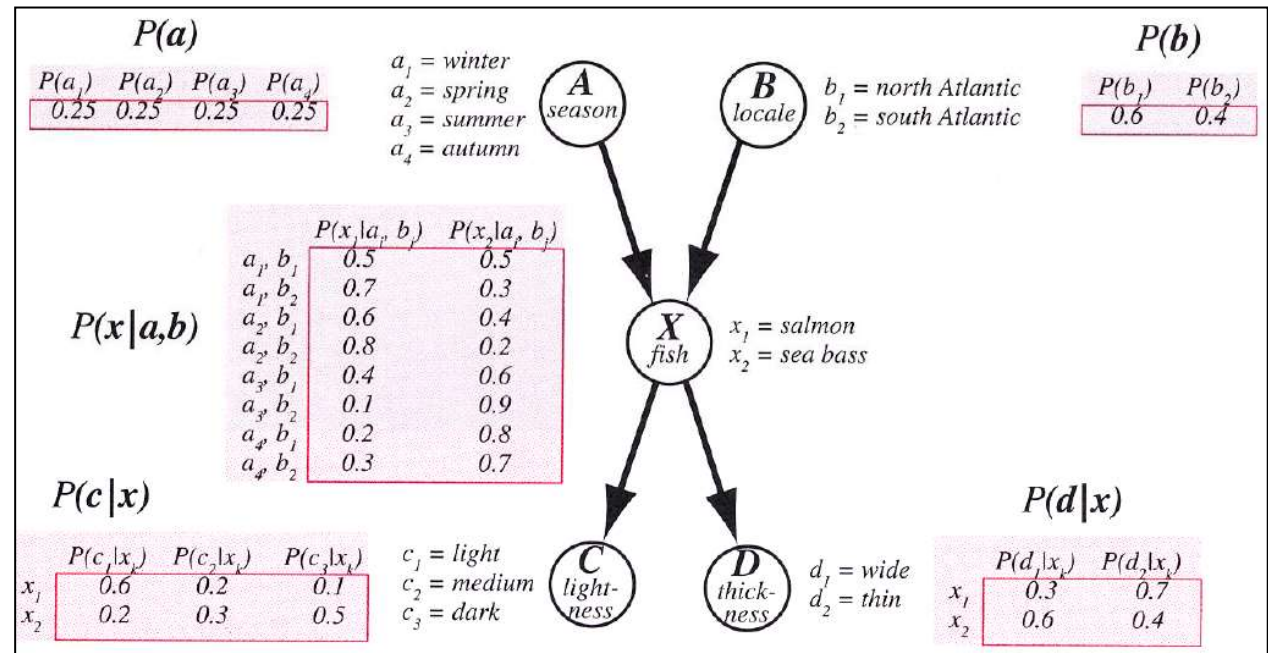 P(a)
P(a1) P(a2) P(a3) P(a4)
0.25 0.25 0.25 0.25
a1 = winter
a2 = spring
a3 = summer
a4 = autumn
A
season
B
locale
b1 = north Atlantic
b2 = south Atlantic
P(b)
P(b1) P(b2)
0.6 0.4
P(x|a,b)
P(x1|ai, bj) P(x2|ai, bj)
a1, b1 0.5 0.5
a1, b2 0.7 0.3
a2, b1 0.6 0.4
a2, b2 0.8 0.2
a3, b1 0.4 0.6
a3, b2 0.1 0.9
a4, b1 0.2 0.8
a4, b2 0.3 0.7
X
fish
x1 = salmon
x2 = sea bass
P(c|x)
P(c1|xk) P(c2|xk) P(c3|xk)
x1 0.6 0.2 0.1
x2 0.2 0.3 0.5
c1 = light
c2 = medium
c3 = dark
C
light-
ness
D
thick-
ness
d1 = wide
d2 = thin
P(d|x)
P(d1|xk) P(d2|xk)
x1 0.3 0.7
x2 0.6 0.4